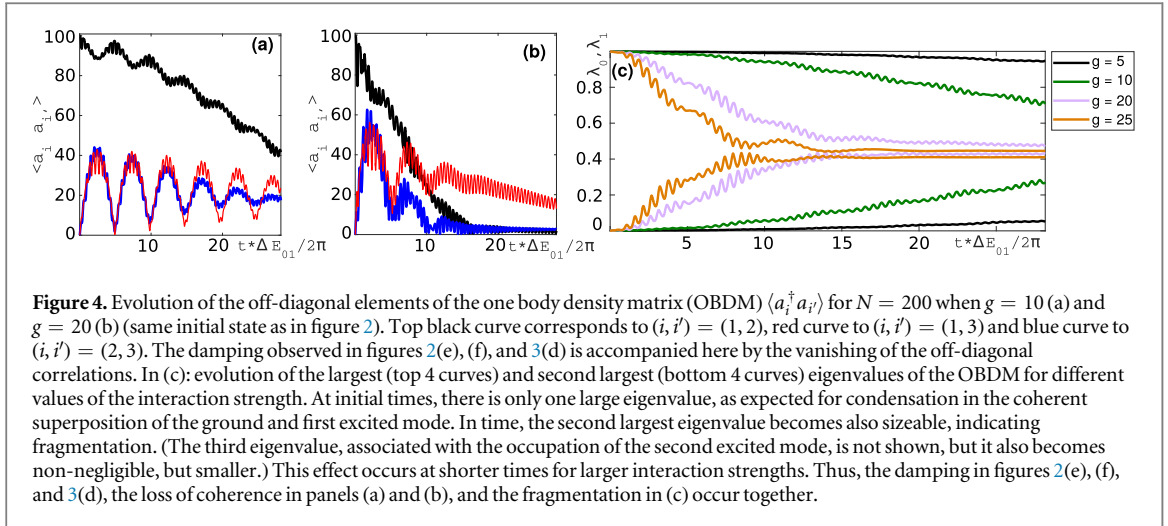 100
80
60
40
20
0
<a_i a_i'>
(a)
10
20
t*ΔE_01/2π
100
80
60
40
20
0
<a_i a_i'>
(b)
10
20
t*ΔE_01/2π
1
0.8
0.6
0.4
0.2
0
λ_0, λ_1
(c)
5
10
15
20
t*ΔE_01/2π
g = 5
g = 10
g = 20
g = 25
Figure 4. Evolution of the off-diagonal elements of the one body density matrix (OBDM) ⟨a_i^† a_i'⟩ for N = 200 when g = 10 (a) and
g = 20 (b) (same initial state as in figure 2). Top black curve corresponds to (i, i′) = (1, 2), red curve to (i, i′) = (1, 3) and blue curve to
(i, i′) = (2, 3). The damping observed in figures 2(e), (f), and 3(d) is accompanied here by the vanishing of the off-diagonal
correlations. In (c): evolution of the largest (top 4 curves) and second largest (bottom 4 curves) eigenvalues of the OBDM for different
values of the interaction strength. At initial times, there is only one large eigenvalue, as expected for condensation in the coherent
superposition of the ground and first excited mode. In time, the second largest eigenvalue becomes also sizeable, indicating
fragmentation. (The third eigenvalue, associated with the occupation of the second excited mode, is not shown, but it also becomes
non-negligible, but smaller.) This effect occurs at shorter times for larger interaction strengths. Thus, the damping in figures 2(e), (f),
and 3(d), the loss of coherence in panels (a) and (b), and the fragmentation in (c) occur together.